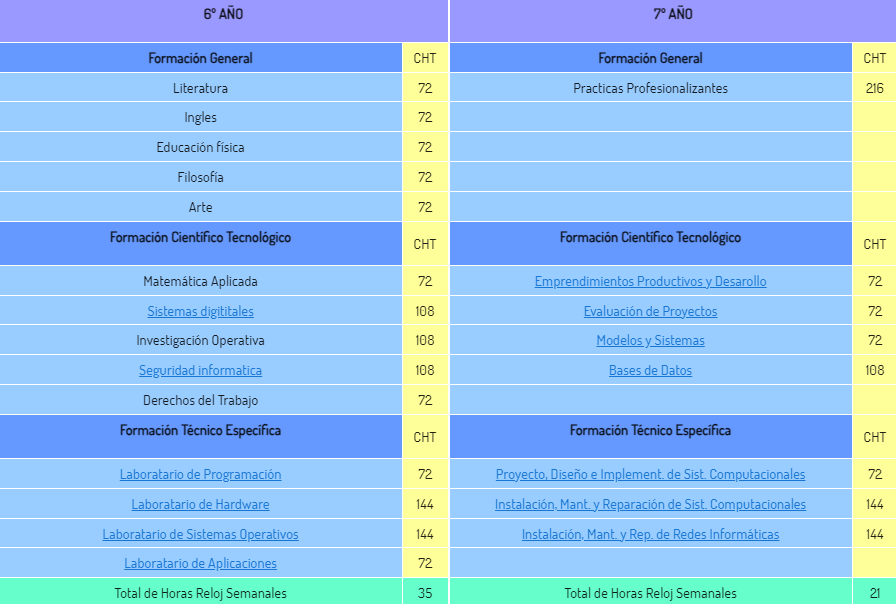 6º AÑO 7º AÑO
Formación General CHT Formación General CHT
Literatura 72 Practicas Profesionalizantes 216
Ingles 72
Educación física 72
Filosofía 72
Arte 72
Formación Científico Tecnológico CHT Formación Científico Tecnológico CHT
Matemática Aplicada 72 Emprendimientos Productivos y Desarollo 72
Sistemas digititales 108 Evaluación de Proyectos 72
Investigación Operativa 108 Modelos y Sistemas 72
Seguridad informatica 108 Bases de Datos 108
Derechos del Trabajo 72
Formación Técnico Específica CHT Formación Técnico Específica CHT
Laboratario de Programación 72 Proyecto, Diseño e Implement. de Sist. Computacionales 72
Laboratario de Hardware 144 Instalación, Mant. y Reparación de Sist. Computacionales 144
Laboratario de Sistemas Operativos 144 Instalación, Mant. y Rep. de Redes Informáticas 144
Laboratario de Aplicaciones 72
Total de Horas Reloj Semanales 35 Total de Horas Reloj Semanales 21